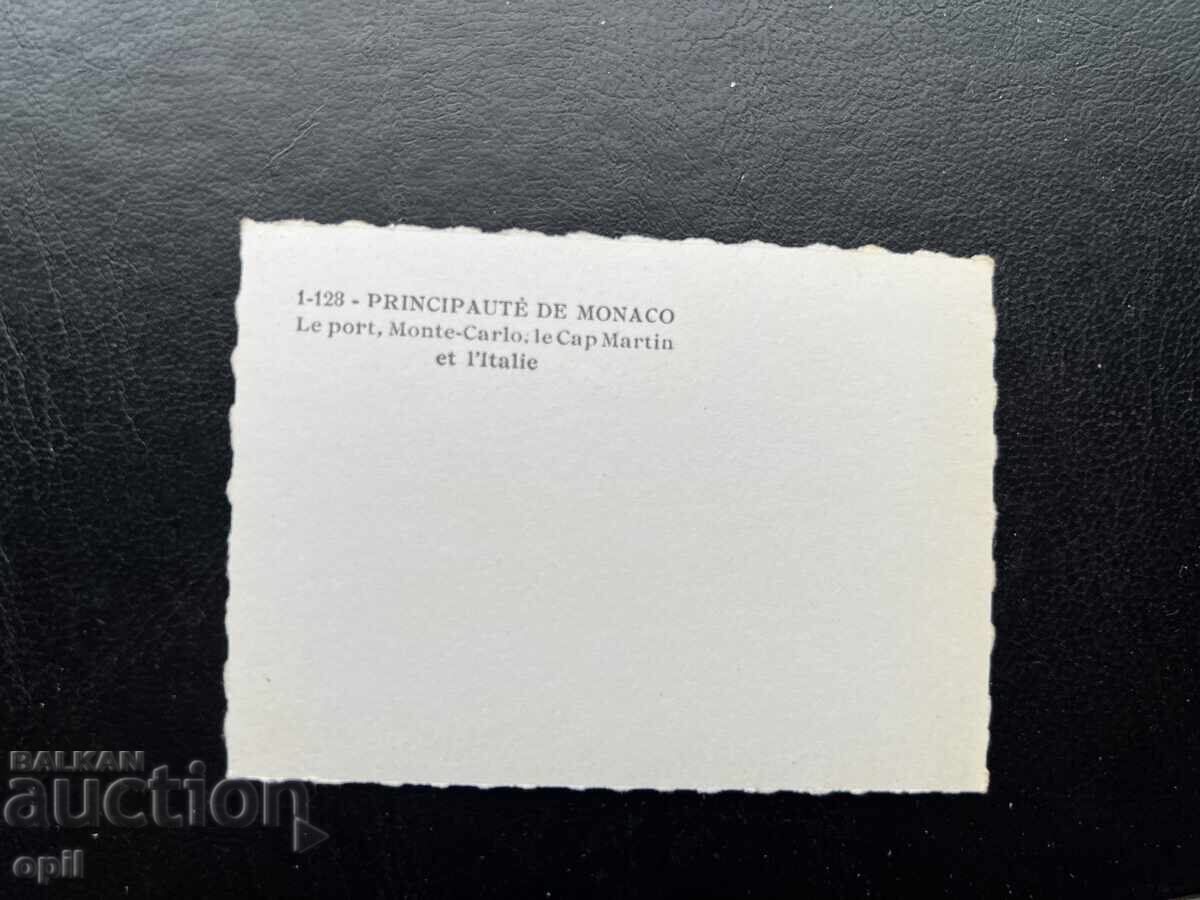 1-128 - PRINCIPAUTÉ DE MONACO
Le port, Monte-Carlo, le Cap Martin
et l'Italie
BALKAN
auction
opil